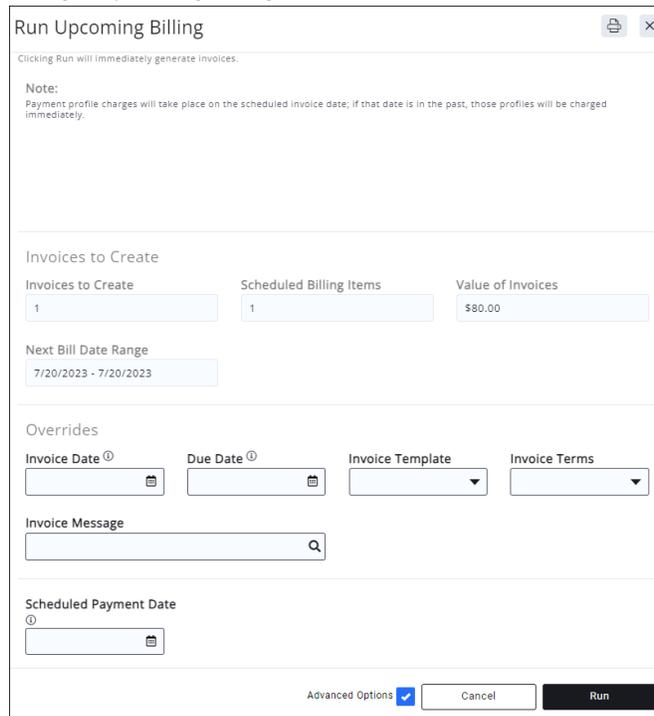 Run Upcoming Billing
Clicking Run will immediately generate invoices.
Note:
Payment profile charges will take place on the scheduled invoice date; if that date is in the past, those profiles will be charged
immediately.
Invoices to Create
Invoices to Create Scheduled Billing Items Value of Invoices
1 1 $80.00
Next Bill Date Range
7/20/2023 - 7/20/2023
Overrides
Invoice Date Due Date Invoice Template Invoice Terms
Invoice Message
Scheduled Payment Date
Advanced Options Cancel Run